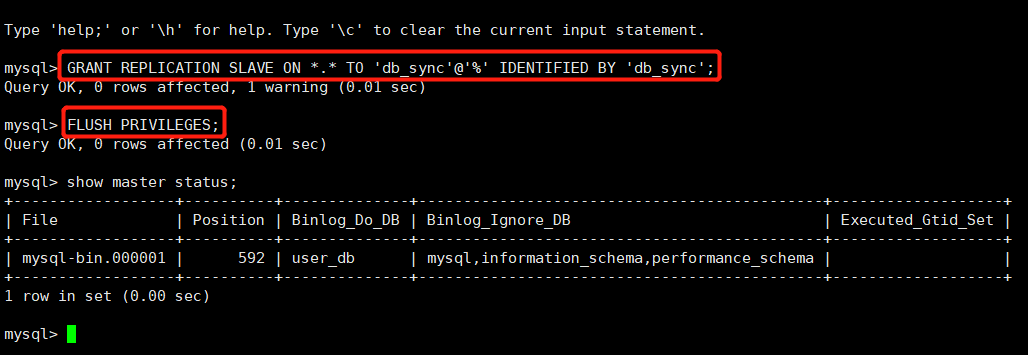 Type 'help;' or '\h' for help. Type '\c' to clear the current input statement.
mysql> GRANT REPLICATION SLAVE ON *.* TO 'db_sync'@'%' IDENTIFIED BY 'db_sync';
Query OK, 0 rows affected, 1 warning (0.01 sec)
mysql> FLUSH PRIVILEGES;
Query OK, 0 rows affected (0.01 sec)
mysql> show master status;
+------------------+----------+--------------+-------------------------------------------+-------------------+
| File             | Position | Binlog_Do_DB | Binlog_Ignore_DB                          | Executed_Gtid_Set |
+------------------+----------+--------------+-------------------------------------------+-------------------+
| mysql-bin.000001 |      592 | user_db      | mysql,information_schema,performance_schema |                   |
+------------------+----------+--------------+-------------------------------------------+-------------------+
1 row in set (0.00 sec)
mysql>